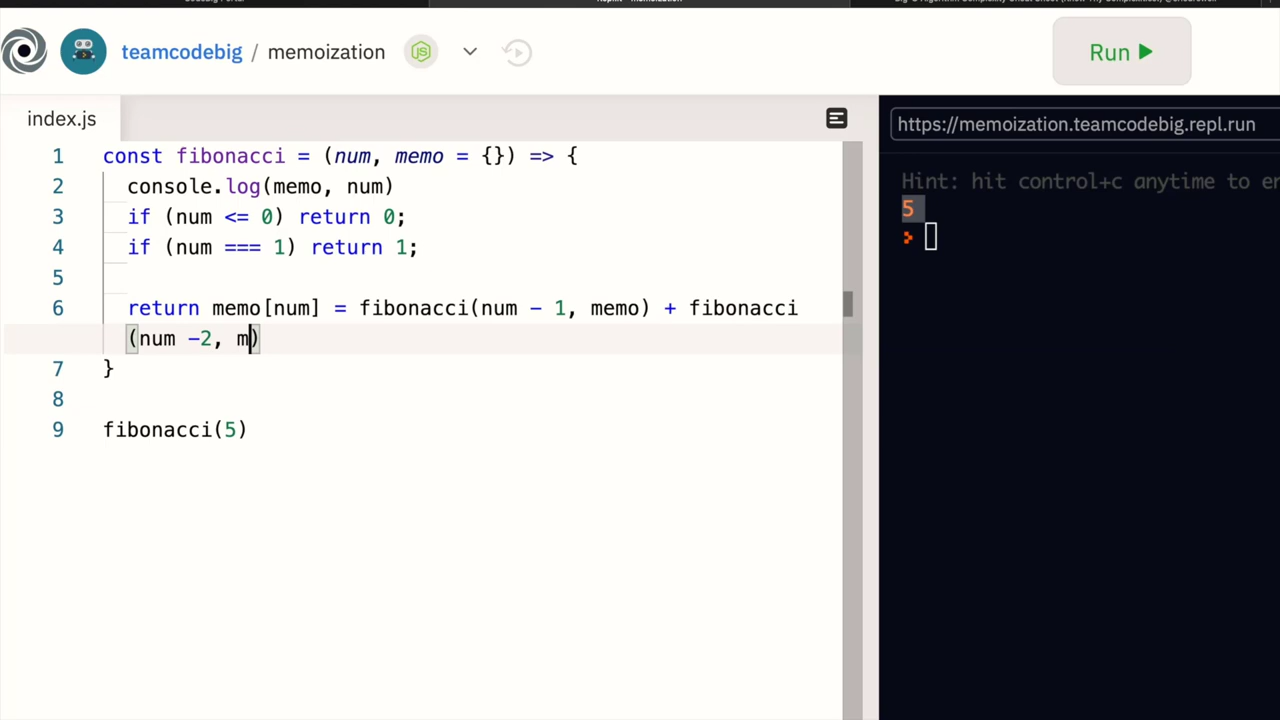 teamcodebig / memoization
Run
index.js
https://memoization.teamcodebig.repl.run
1 const fibonacci = (num, memo = {}) => {
2 console.log(memo, num)
3 if (num <= 0) return 0;
4 if (num === 1) return 1;
5
6 return memo[num] = fibonacci(num - 1, memo) + fibonacci
(num -2, m)
7 }
8
9 fibonacci(5)
Hint: hit control+c anytime to
5